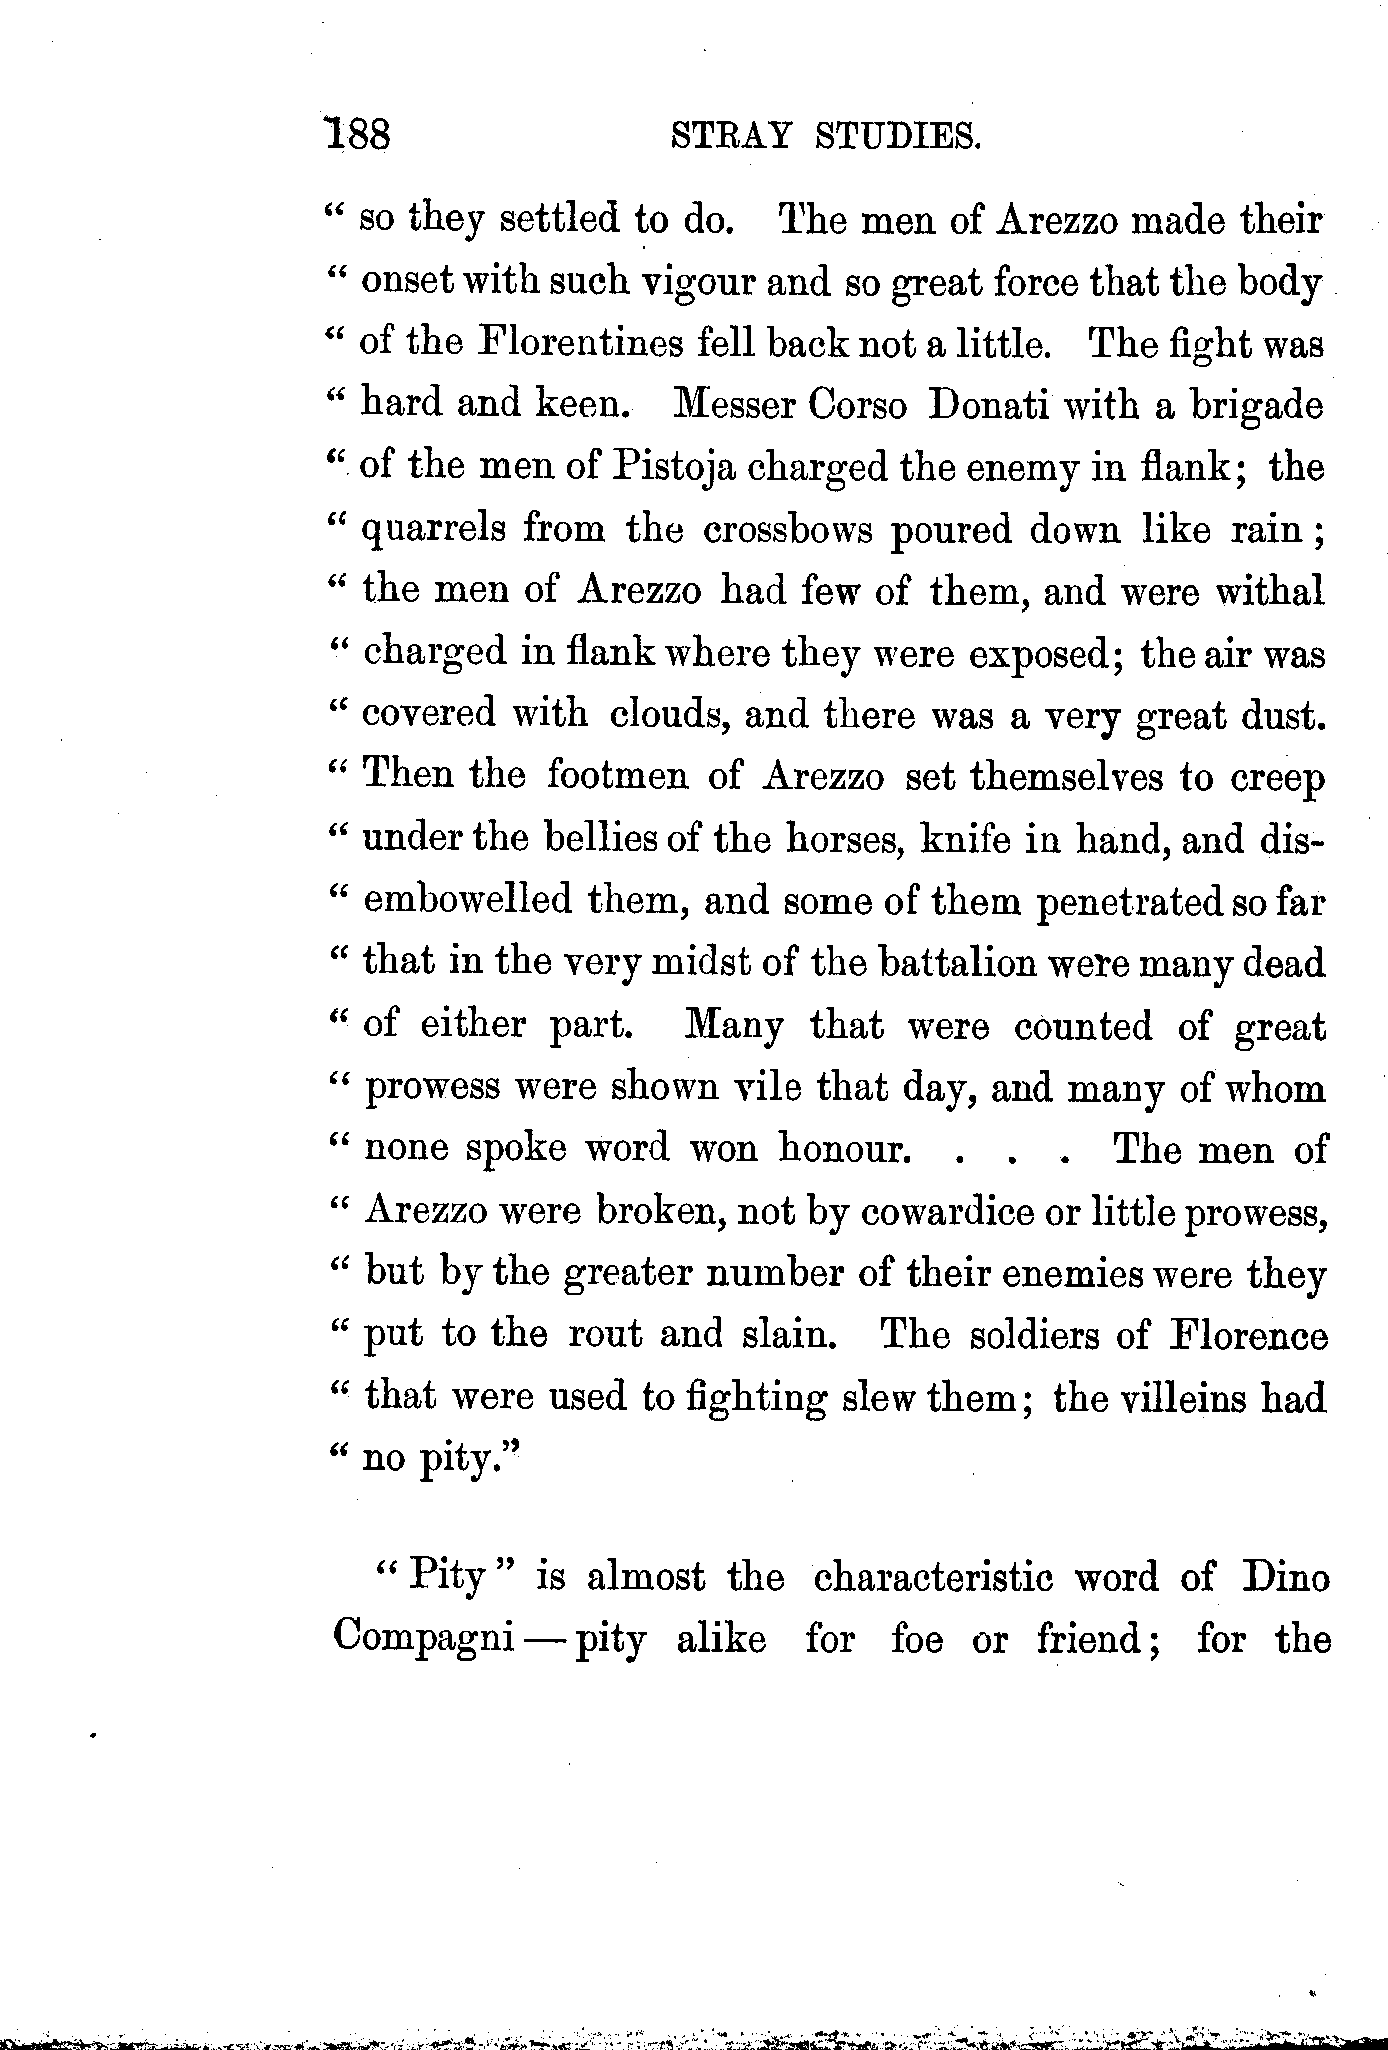 188 STRAY STUDIES.
“ so they settled to do. The men of Arezzo made their
“ onset with such vigour and so great force that the body
“ of the Florentines fell back not a little. The fight was
“ hard and keen. Messer Corso Donati with a brigade
“ of the men of Pistoja charged the enemy in flank; the
“ quarrels from the crossbows poured down like rain ;
“ the men of Arezzo had few of them, and were withal
“ charged in flank where they were exposed; the air was
“ covered with clouds, and there was a very great dust.
“ Then the footmen of Arezzo set themselves to creep
“ under the bellies of the horses, knife in hand, and dis-
“ embowelled them, and some of them penetrated so far
“ that in the very midst of the battalion were many dead
“ of either part. Many that were counted of great
“ prowess were shown vile that day, and many of whom
“ none spoke word won honour. . . . The men of
“ Arezzo were broken, not by cowardice or little prowess,
“ but by the greater number of their enemies were they
“ put to the rout and slain. The soldiers of Florence
“ that were used to fighting slew them; the villeins had
“ no pity.”
“ Pity ” is almost the characteristic word of Dino
Compagni — pity alike for foe or friend; for the